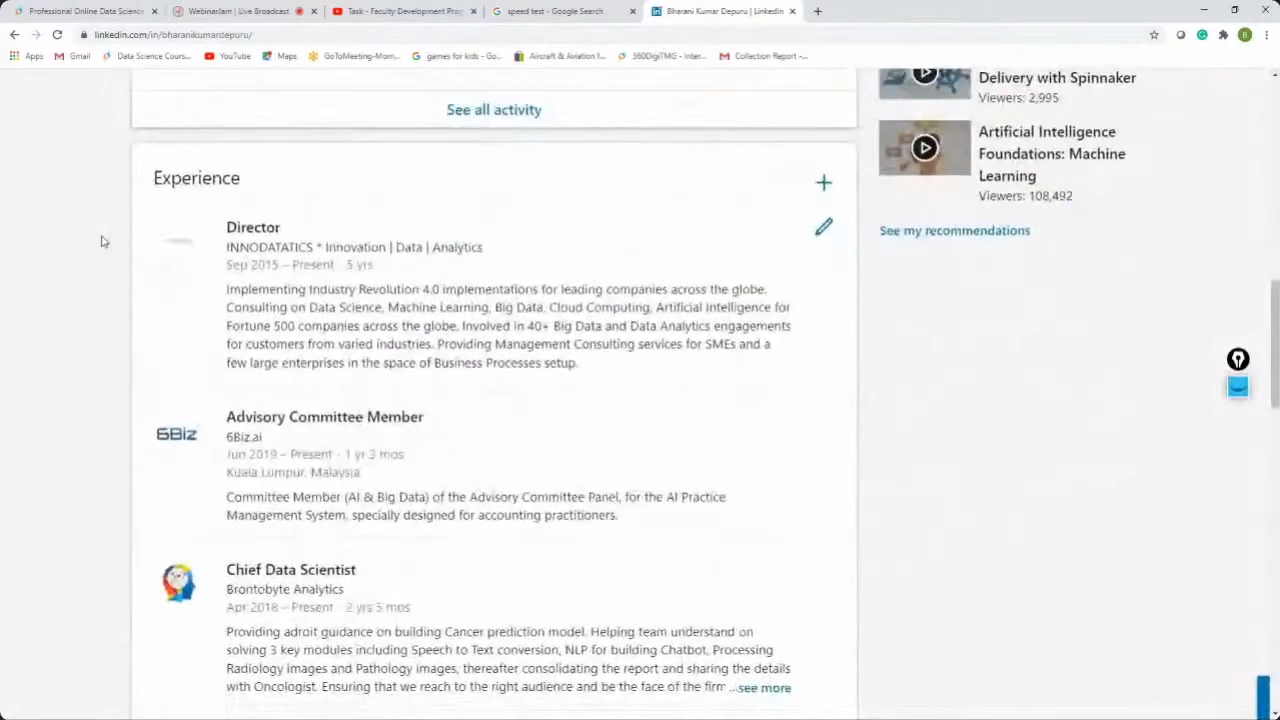 Professional Online Data Science
WebinarJam | Live Broadcast
Task - Faculty Development Prog
speed test - Google Search
Bharani Kumar Depuru | LinkedIn
linkedin.com/in/bharanikumardepuru/
Apps
Gmail
Data Science Cours...
YouTube
Maps
GoToMeeting-Morn...
games for kids - Go...
Aircraft & Aviation I...
360DigiTMG - Inter...
Collection Report -...
Delivery with Spinnaker
Viewers: 2,995
Artificial Intelligence
Foundations: Machine
Learning
Viewers: 108,492
See my recommendations
See all activity
Experience
Director
INNODATATICS * Innovation | Data | Analytics
Sep 2015 – Present · 5 yrs
Implementing Industry Revolution 4.0 implementations for leading companies across the globe.
Consulting on Data Science, Machine Learning, Big Data, Cloud Computing, Artificial Intelligence for
Fortune 500 companies across the globe. Involved in 40+ Big Data and Data Analytics engagements
for customers from varied industries. Providing Management Consulting services for SMEs and a
few large enterprises in the space of Business Processes setup.
6Biz
Advisory Committee Member
6Biz.ai
Jun 2019 – Present · 1 yr 3 mos
Kuala Lumpur, Malaysia
Committee Member (AI & Big Data) of the Advisory Committee Panel, for the AI Practice
Management System, specially designed for accounting practitioners.
Chief Data Scientist
Brontobyte Analytics
Apr 2018 – Present · 2 yrs 5 mos
Providing adroit guidance on building Cancer prediction model. Helping team understand on
solving 3 key modules including Speech to Text conversion, NLP for building Chatbot, Processing
Radiology images and Pathology images, thereafter consolidating the report and sharing the details
with Oncologist. Ensuring that we reach to the right audience and be the face of the firm ...see more